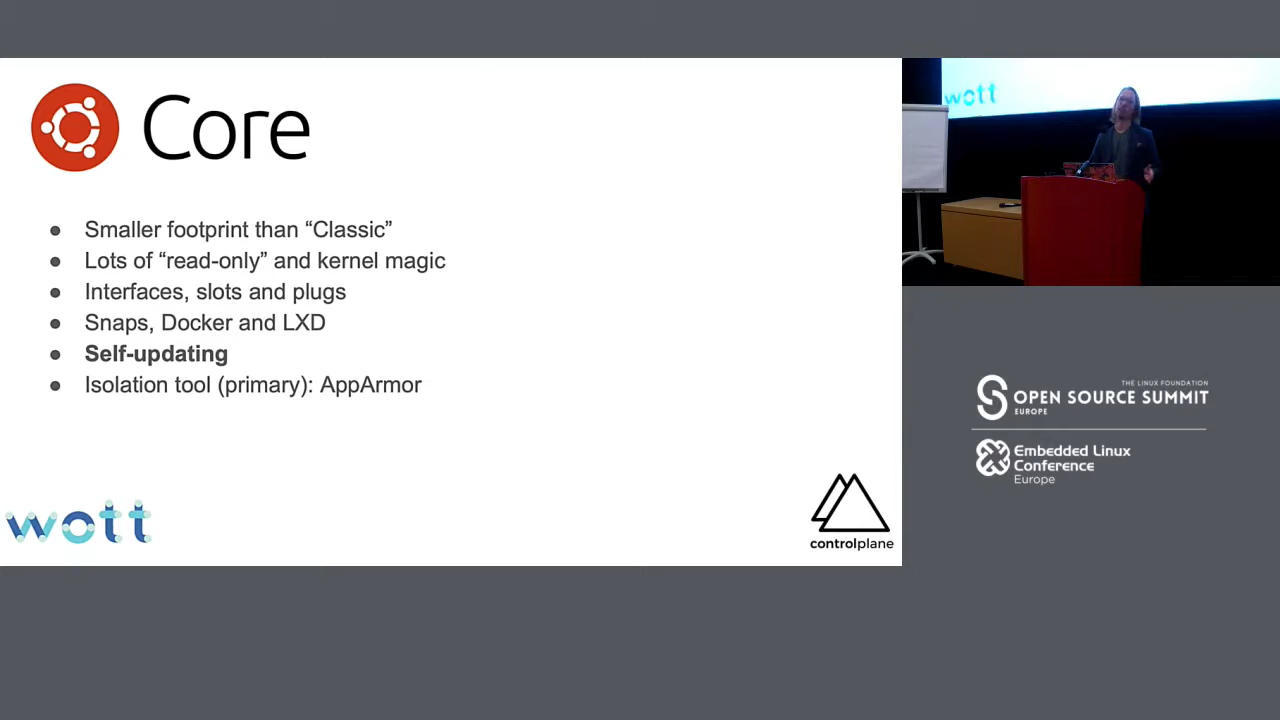 Core
Smaller footprint than “Classic”
Lots of “read-only” and kernel magic
Interfaces, slots and plugs
Snaps, Docker and LXD
Self-updating
Isolation tool (primary): AppArmor
wott
controlplane
wott
THE LINUX FOUNDATION
OPEN SOURCE SUMMIT
EUROPE
Embedded Linux
Conference
Europe